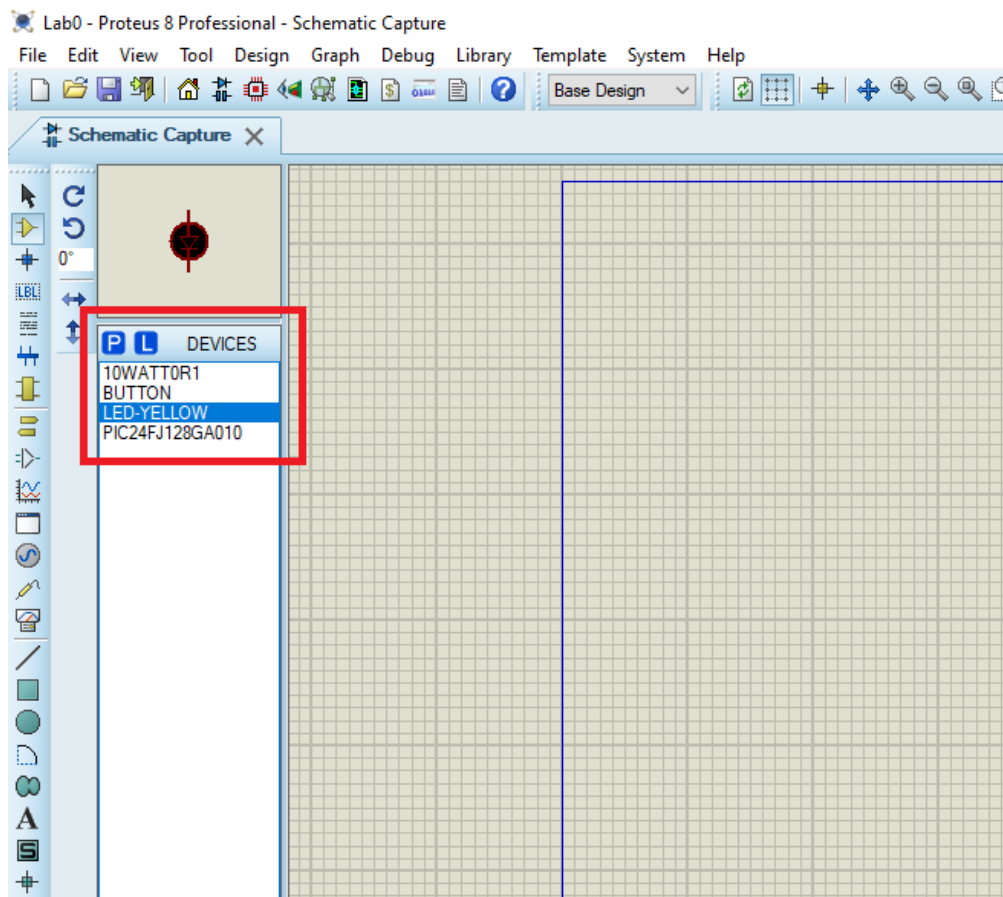 Lab0 - Proteus 8 Professional - Schematic Capture
File Edit View Tool Design Graph Debug Library Template System Help
Base Design
Schematic Capture
0°
LBL
P L DEVICES
10WATT0R1
BUTTON
LED-YELLOW
PIC24FJ128GA010
A
S